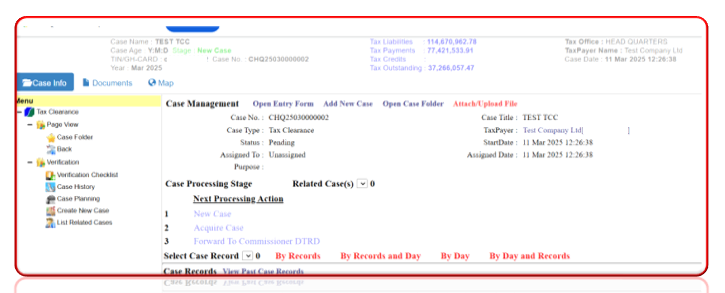 Case Name : TEST TCC
Tax Liabilities : 114,670,962.78
Tax Office : HEAD QUARTERS
Case Age : Y:M:D Stage : New Case
Tax Payments : 77,421,533.91
TaxPayer Name : Test Company Ltd
TIN/GH-CARD : ! Case No : CHQ25030000002
Tax Credits :
Case Date : 11 Mar 2025 12:26:38
Year : Mar 2025
Tax Outstanding : 37,266,057.47
Case Info Documents Map
Menu
Tax Clearance
Page View
Case Folder
Back
Verification
Verification Checklist
Case History
Case Planning
Create New Case
List Related Cases
Case Management Open Entry Form Add New Case Open Case Folder Attach/Upload File
Case No. : CHQ25030000002 Case Title : TEST TCC
Case Type : Tax Clearance TaxPayer : Test Company Ltd|
Status : Pending StartDate : 11 Mar 2025 12:26:38
Assigned To : Unassigned Assigned Date : 11 Mar 2025 12:26:38
Purpose :
Case Processing Stage Related Case(s) 0
Next Processing Action
1 New Case
2 Acquire Case
3 Forward To Commissioner DTRD
Select Case Record 0 By Records By Records and Day By Day By Day and Records
Case Records View Past Case Records